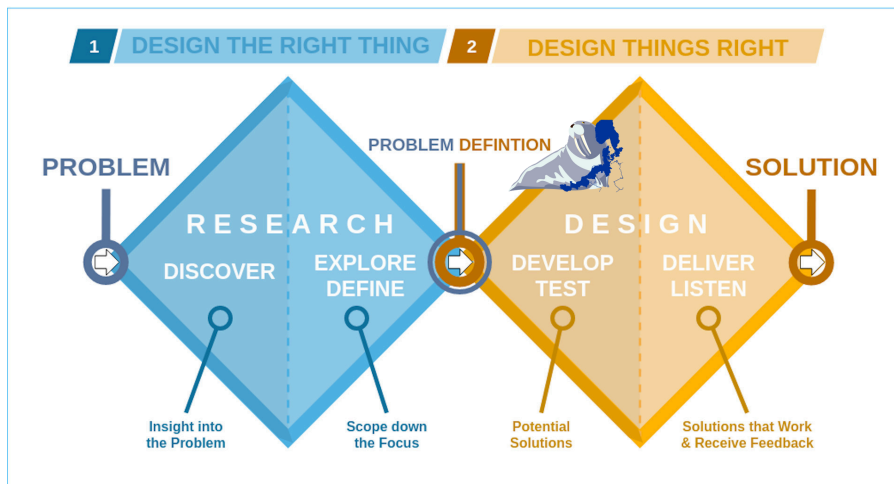 1 DESIGN THE RIGHT THING
2 DESIGN THINGS RIGHT
PROBLEM
PROBLEM DEFINTION
SOLUTION
RESEARCH
DESIGN
DISCOVER
EXPLORE
DEFINE
DEVELOP
TEST
DELIVER
LISTEN
Insight into
the Problem
Scope down
the Focus
Potential
Solutions
Solutions that Work
& Receive Feedback